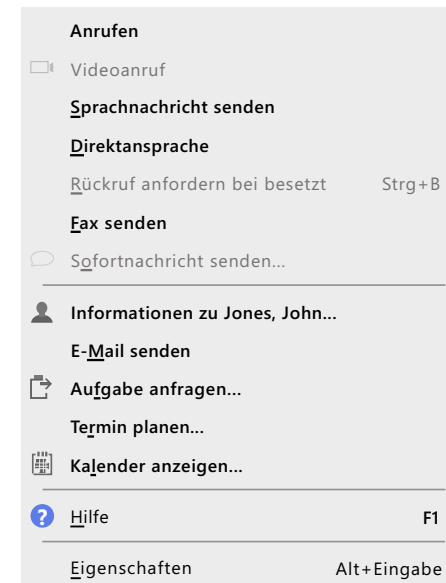 Anrufen
Videoanruf
Sprachnachricht senden
Direktansprache
Rückruf anfordern bei besetzt Strg+B
Fax senden
Sofortnachricht senden...
Informationen zu Jones, John...
E-Mail senden
Aufgabe anfragen...
Termin planen...
Kalender anzeigen...
? Hilfe F1
Eigenschaften Alt+Eingabe